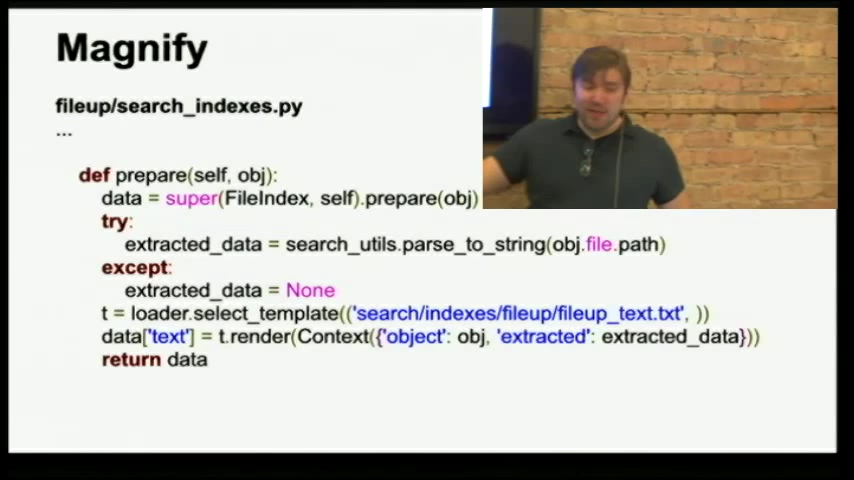 Magnify
fileup/search_indexes.py
...
def prepare(self, obj):
data = super(FileIndex, self).prepare(obj)
try:
extracted_data = search_utils.parse_to_string(obj.file.path)
except:
extracted_data = None
t = loader.select_template(('search/indexes/fileup/fileup_text.txt', ))
data['text'] = t.render(Context({'object': obj, 'extracted': extracted_data}))
return data